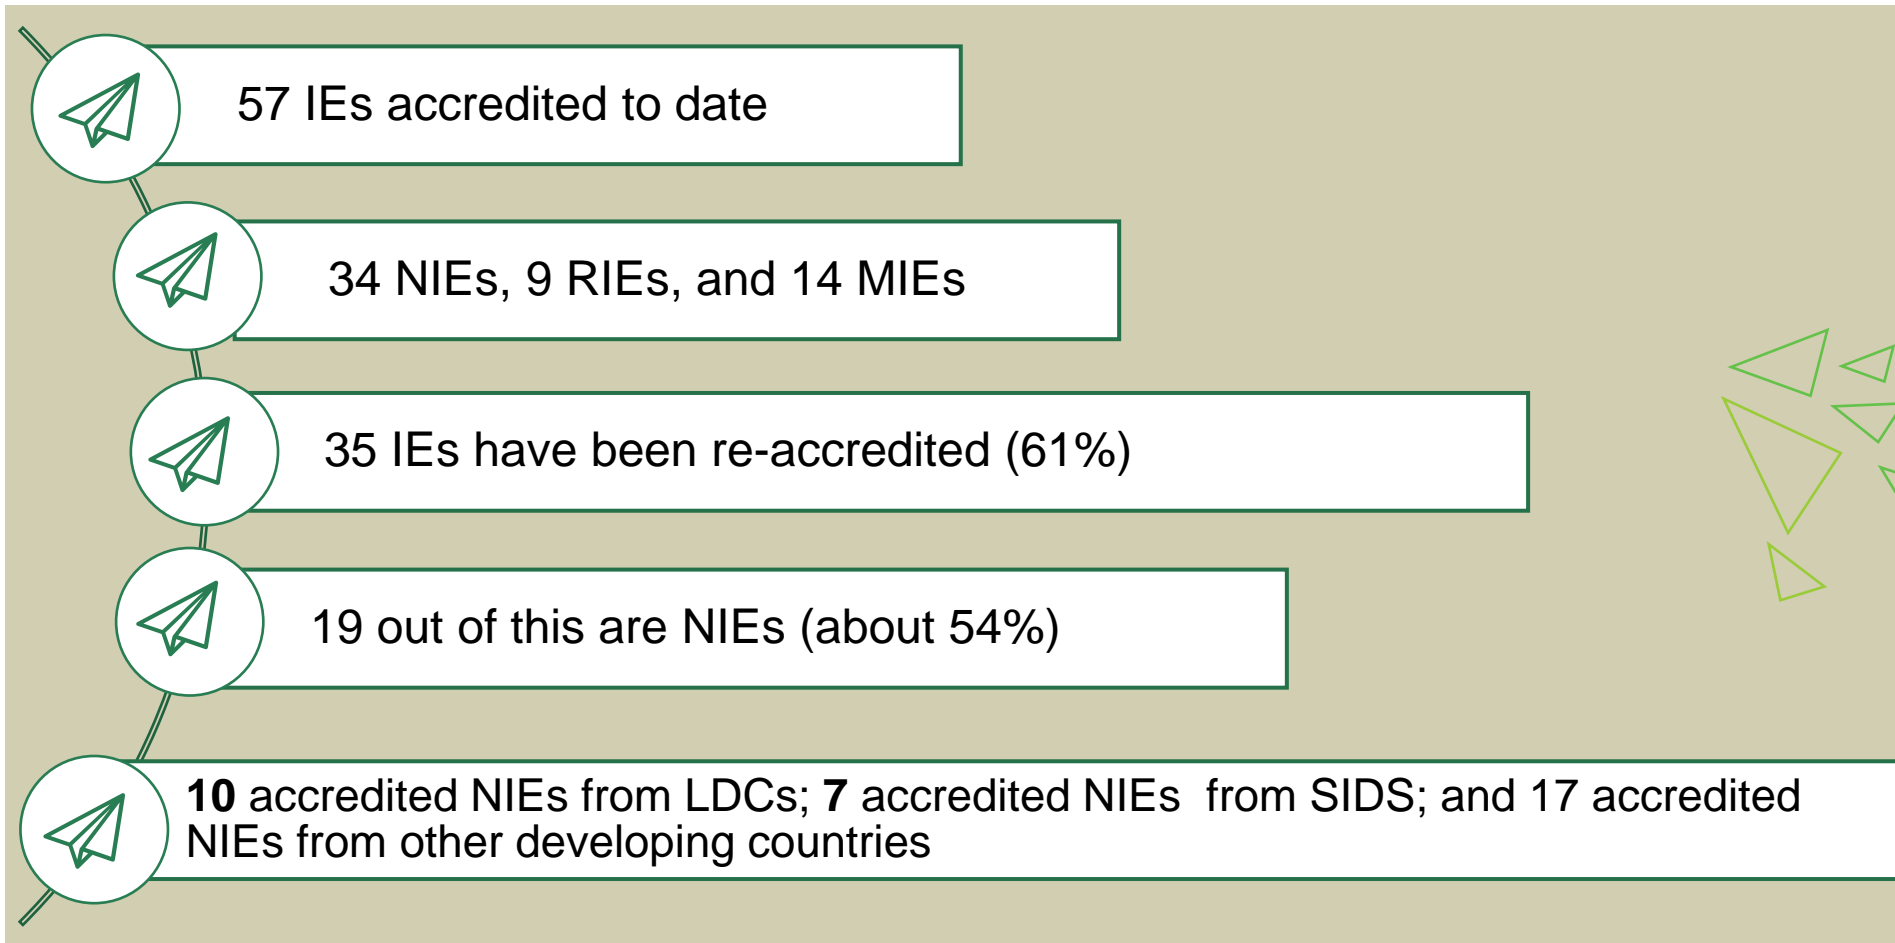 57 IEs accredited to date
34 NIEs, 9 RIEs, and 14 MIEs
35 IEs have been re-accredited (61%)
19 out of this are NIEs (about 54%)
10 accredited NIEs from LDCs; 7 accredited NIEs  from SIDS; and 17 accredited
NIEs from other developing countries